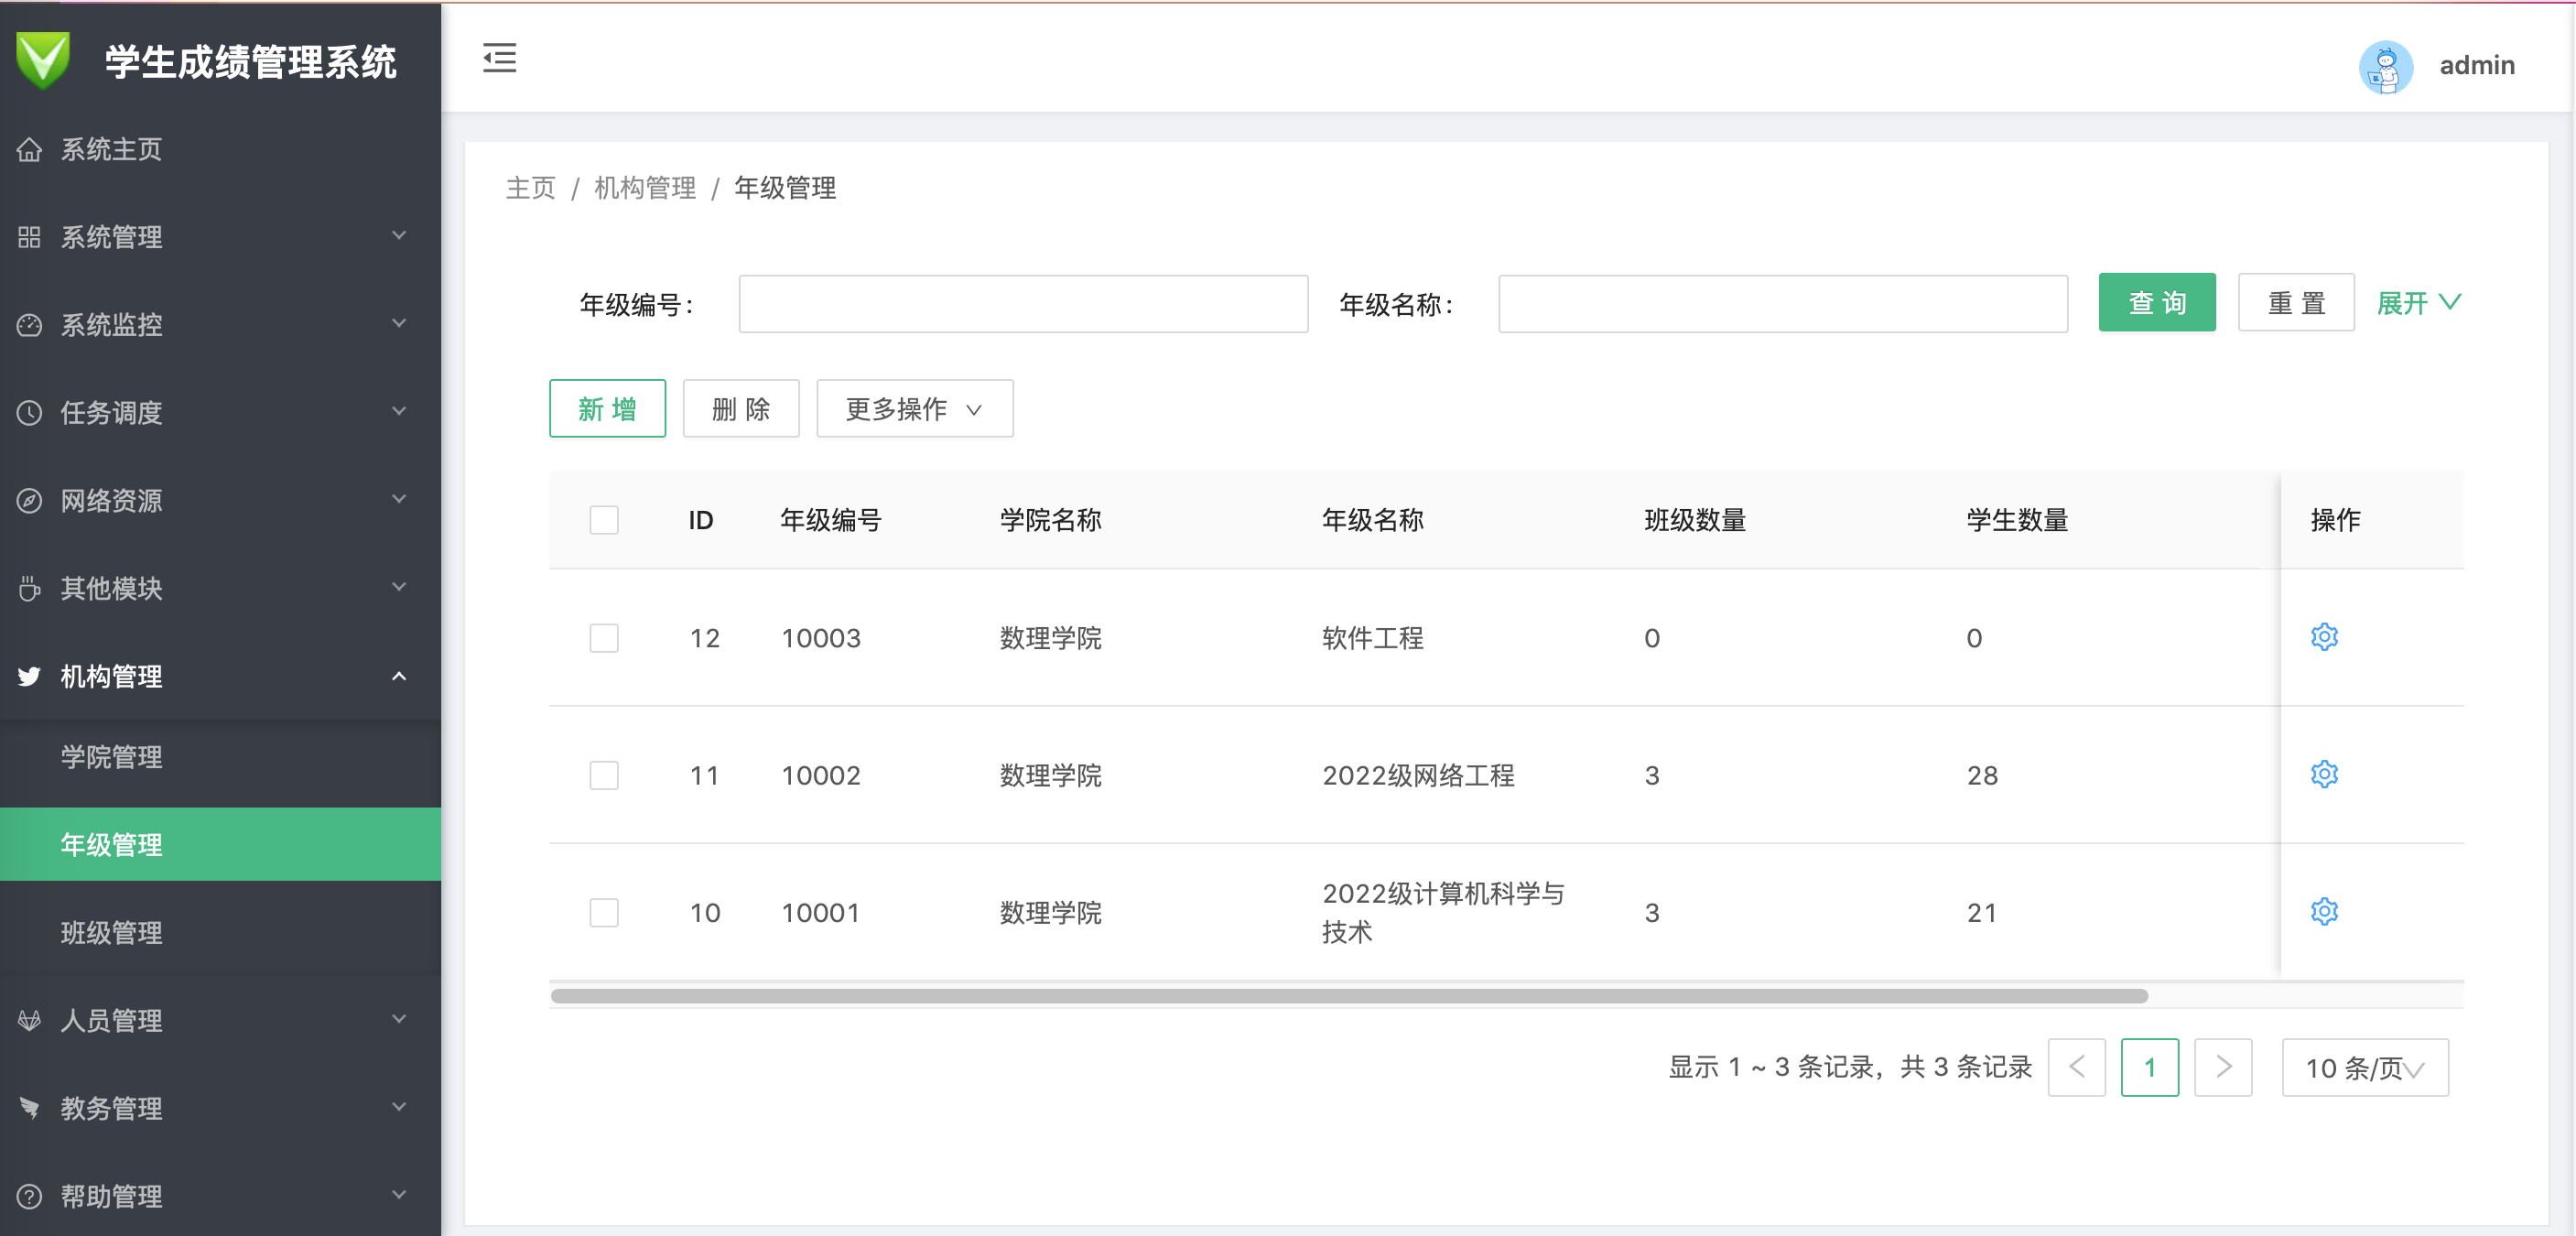 学生成绩管理系统
admin
系统主页
系统管理
系统监控
任务调度
网络资源
其他模块
机构管理
学院管理
年级管理
班级管理
人员管理
教务管理
帮助管理
主页 / 机构管理 / 年级管理
年级编号： 年级名称： 查 询 重 置 展开
新 增 删 除 更多操作
ID 年级编号 学院名称 年级名称 班级数量 学生数量 操作
12 10003 数理学院 软件工程 0 0
11 10002 数理学院 2022级网络工程 3 28
10 10001 数理学院 2022级计算机科学与 3 21
技术
显示 1 ~ 3 条记录，共 3 条记录 1 10 条/页